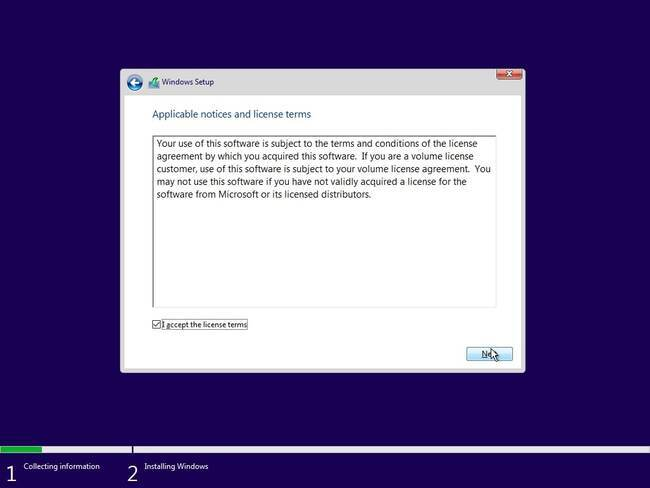 Windows Setup
Applicable notices and license terms
Your use of this software is subject to the terms and conditions of the license
agreement by which you acquired this software.  If you are a volume license
customer, use of this software is subject to your volume license agreement.  You
may not use this software if you have not validly acquired a license for the
software from Microsoft or its licensed distributors.
I accept the license terms
1 Collecting information
2 Installing Windows